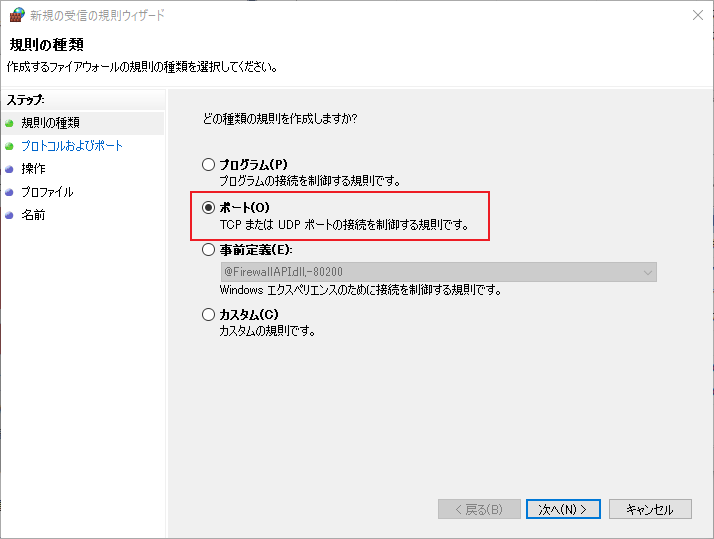 新規の受信の規則ウィザード
規則の種類
作成するファイアウォールの規則の種類を選択してください。
ステップ:
規則の種類
プロトコルおよびポート
操作
プロファイル
名前
どの種類の規則を作成しますか?
プログラム(P)
プログラムの接続を制御する規則です。
ポート(O)
TCP または UDP ポートの接続を制御する規則です。
事前定義(E):
@FirewallAPI.dll,-80200
Windows エクスペリエンスのために接続を制御する規則です。
カスタム(C)
カスタムの規則です。
< 戻る(B)
次へ(N) >
キャンセル